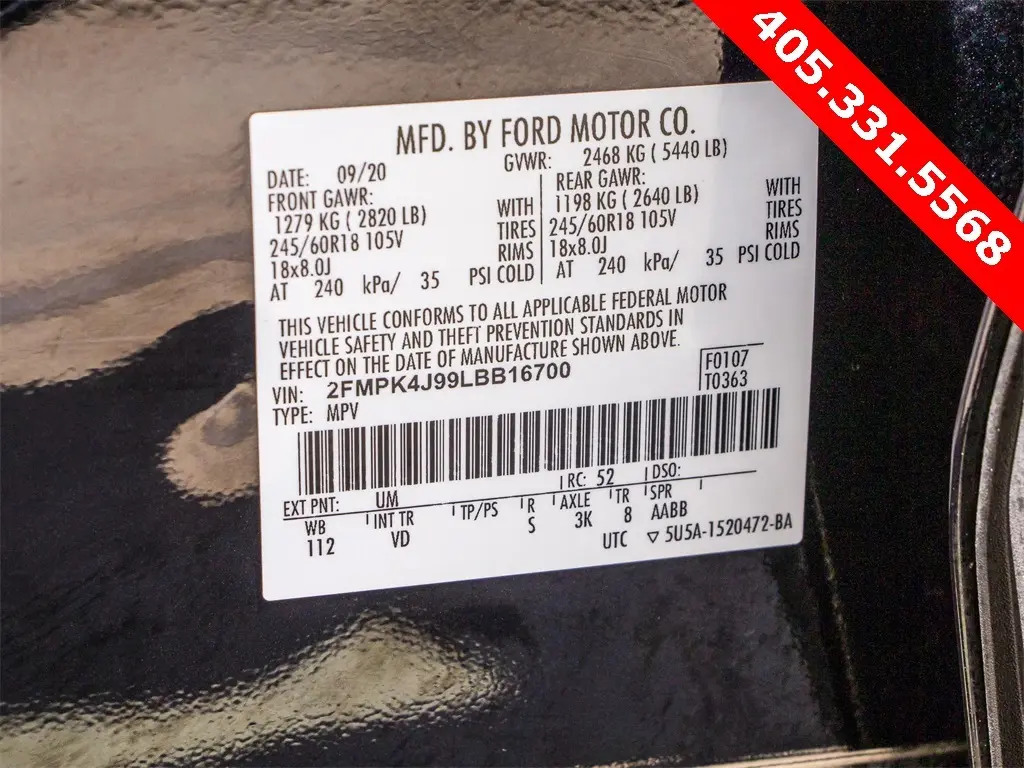 405.331.5568
MFD. BY FORD MOTOR CO.
DATE: 09/20 GVWR: 2468 KG ( 5440 LB)
FRONT GAWR: REAR GAWR:
1279 KG ( 2820 LB) WITH 1198 KG ( 2640 LB) WITH
245/60R18 105V TIRES 245/60R18 105V TIRES
18x8.0J RIMS 18x8.0J RIMS
AT 240 kPa/ 35 PSI COLD AT 240 kPa/ 35 PSI COLD
THIS VEHICLE CONFORMS TO ALL APPLICABLE FEDERAL MOTOR
VEHICLE SAFETY AND THEFT PREVENTION STANDARDS IN
EFFECT ON THE DATE OF MANUFACTURE SHOWN ABOVE.
VIN: 2FMPK4J99LBB16700 F0107
TYPE: MPV T0363
EXT PNT: UM RC: 52 DSO:
WB INT TR TP/PS R AXLE TR SPR
112 VD S 3K 8 AABB
UTC ▽ 5U5A-1520472-BA